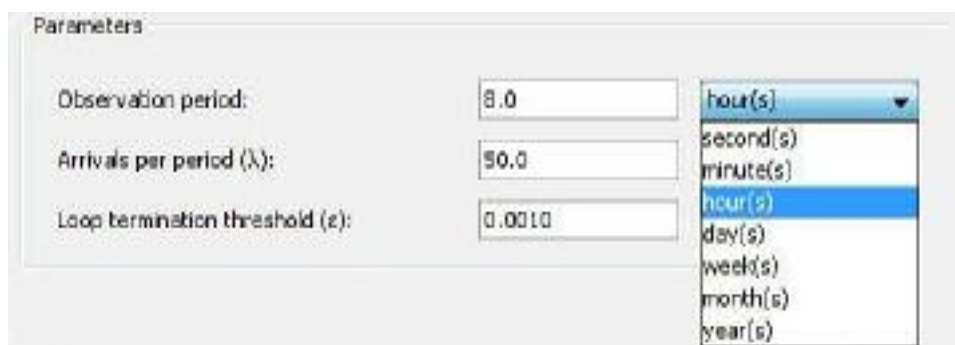 Parameters
Observation period: 8.0 hour(s)
Arrivals per period (λ): 50.0
Loop termination threshold (ε): 0.0010
second(s)
minute(s)
hour(s)
day(s)
week(s)
month(s)
year(s)